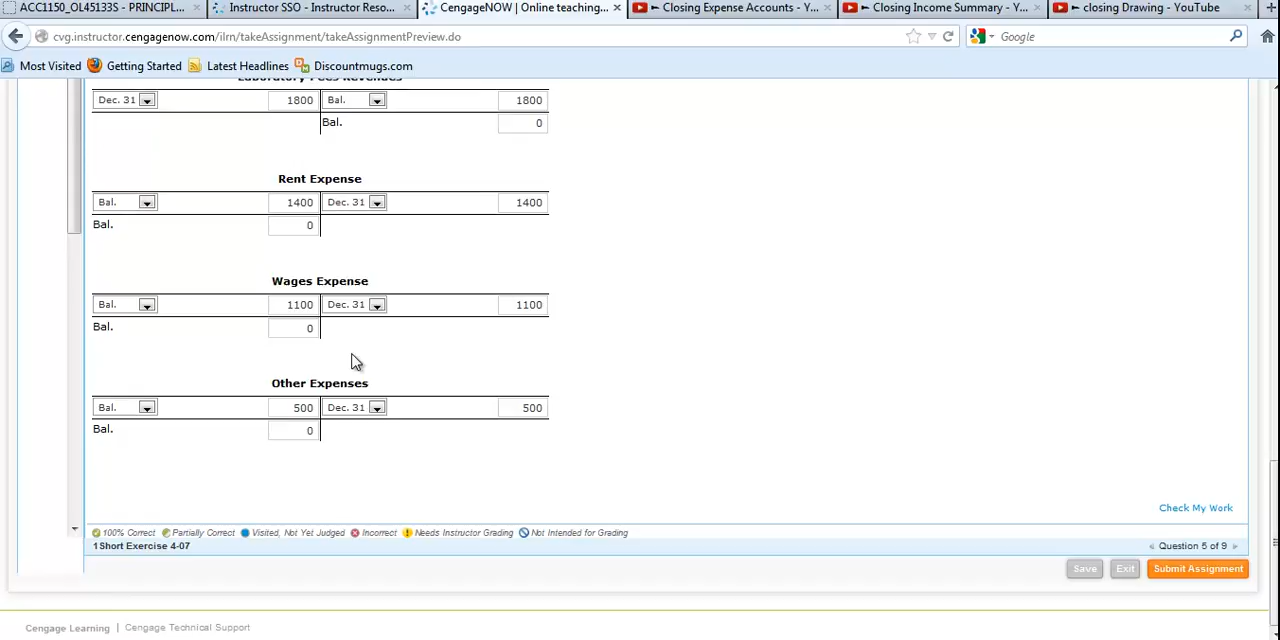 ACC1150_OL45133S - PRINCIPL... × Instructor SSO - Instructor Reso... × CengageNOW | Online teaching... × ► Closing Expense Accounts - Y... × ► Closing Income Summary - Y... × ► closing Drawing - YouTube × +
cvg.instructor.cengagenow.com/ilrn/takeAssignment/takeAssignmentPreview.do Google
Most Visited Getting Started Latest Headlines Discountmugs.com
Laboratory Fees Revenues
Dec. 31 1800 Bal. 1800
Bal. 0
Rent Expense
Bal. 1400 Dec. 31 1400
Bal. 0
Wages Expense
Bal. 1100 Dec. 31 1100
Bal. 0
Other Expenses
Bal. 500 Dec. 31 500
Bal. 0
Check My Work
100% Correct Partially Correct Visited, Not Yet Judged Incorrect Needs Instructor Grading Not Intended for Grading
1Short Exercise 4-07 Question 5 of 9
Save Exit Submit Assignment
Cengage Learning | Cengage Technical Support